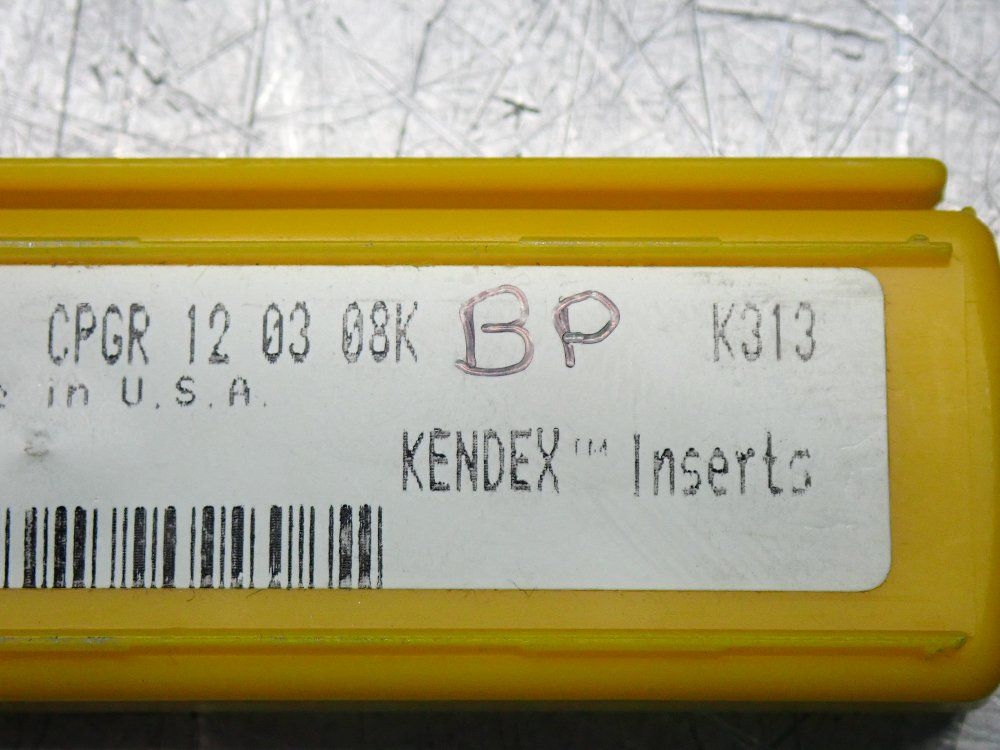 CPGR 12 03 08K BP K313
in U.S.A.
KENDEX™ Inserts